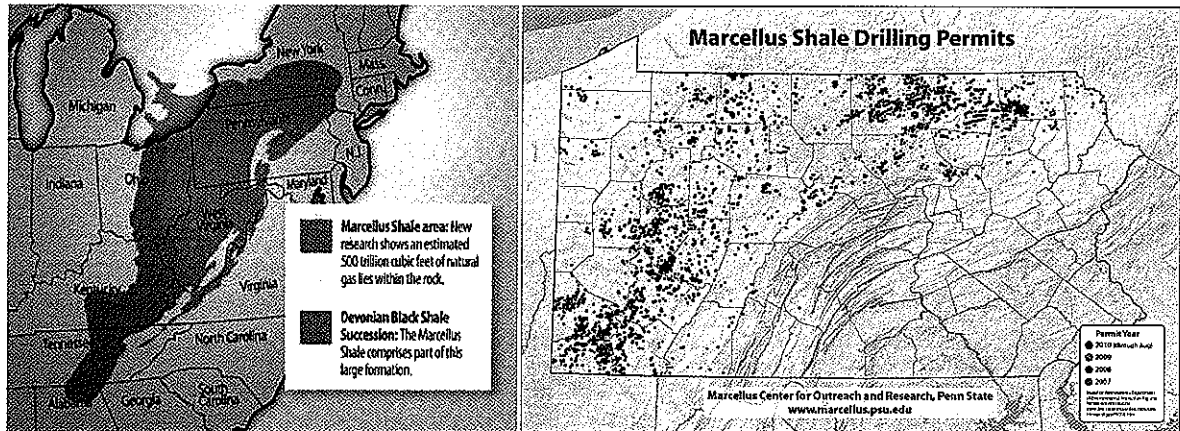 New York
Mass.
Conn.
Michigan
Pennsylvania
N.J.
Indiana
Ohio
Maryland
West
Virginia
Virginia
Kentucky
North Carolina
South
Carolina
Georgia
Marcellus Shale area: New
research shows an estimated
500 trillion cubic feet of natural
gas lies within the rock.
Devonian Black Shale
Succession: The Marcellus
Shale comprises part of this
large formation.
Marcellus Shale Drilling Permits
Permit Year
2010 (through Aug)
2009
2008
2007
Marcellus Center for Outreach and Research, Penn State
www.marcellus.psu.edu